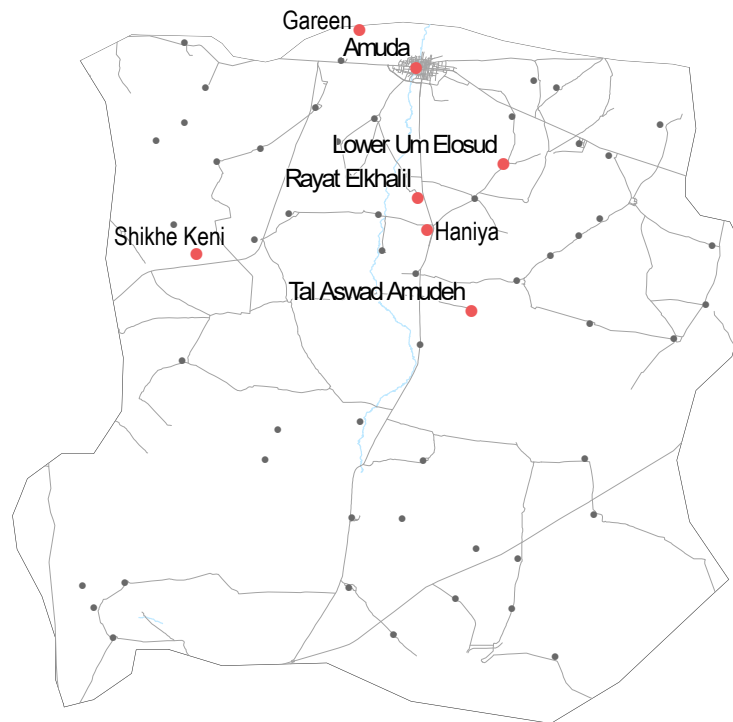 Gareen
Amuda
Lower Um Elosud
Rayat Elkhalil
Shikhe Keni
Haniya
Tal Aswad Amudeh